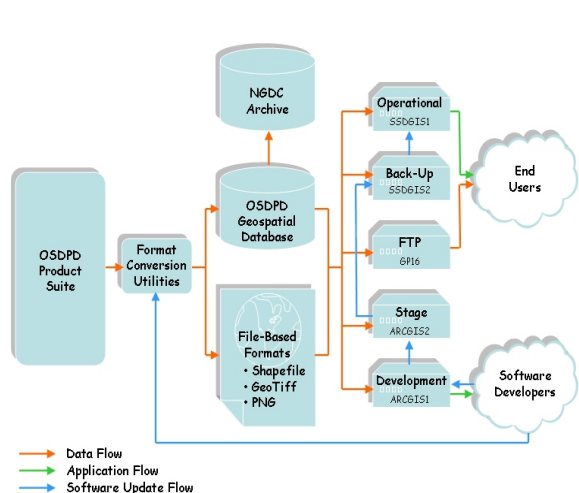 NGDC
Archive
Operational
SSDGIS1
Back-Up
SSDGIS2
End
Users
OSDPD
Product
Suite
Format
Conversion
Utilities
OSDPD
Geospatial
Database
FTP
GP16
File-Based
Formats
• Shapefile
• GeoTiff
• PNG
Stage
ARCGIS2
Development
ARCGIS1
Software
Developers
Data Flow
Application Flow
Software Update Flow